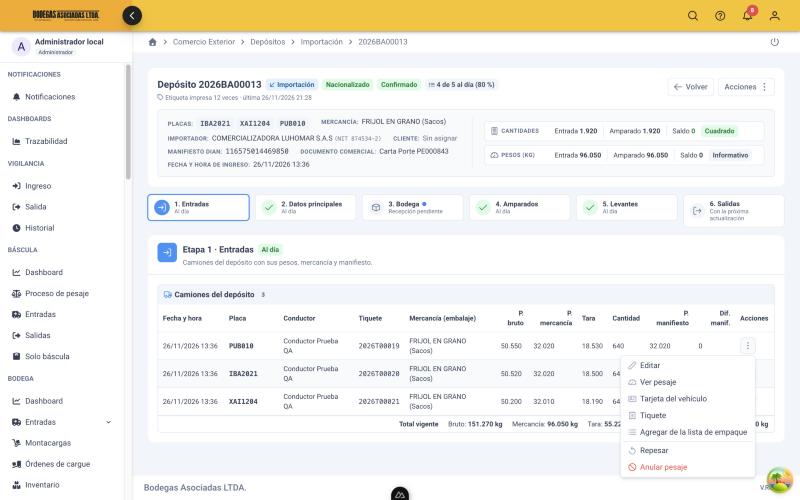 BODEGAS ASOCIADAS LTDA.
8
A
Administrador local
Administrador
Comercio Exterior > Depósitos > Importación > 2026BA00013
NOTIFICACIONES
Notificaciones
DASHBOARDS
Trazabilidad
VIGILANCIA
Ingreso
Salida
Historial
BÁSCULA
Dashboard
Proceso de pesaje
Entradas
Salidas
Solo báscula
BODEGA
Dashboard
Entradas
Montacargas
Órdenes de cargue
Inventario
Depósito 2026BA00013 Importación Nacionalizado Confirmado 4 de 5 al día (80 %)
Etiqueta impresa 12 veces · última 26/11/2026 21:28
Volver
Acciones
PLACAS: IBA2021 XAI1204 PUB010 MERCANCÍA: FRIJOL EN GRANO (Sacos)
IMPORTADOR: COMERCIALIZADORA LUHOMAR S.A.S (NIT 874534-2) CLIENTE: Sin asignar
MANIFIESTO DIAN: 116575014469850 DOCUMENTO COMERCIAL: Carta Porte PE000843
FECHA Y HORA DE INGRESO: 26/11/2026 13:36
CANTIDADES Entrada 1.920 Amparado 1.920 Saldo 0 Cuadrado
PESOS (KG) Entrada 96.050 Amparado 96.050 Saldo 0 Informativo
1. Entradas
Al día
2. Datos principales
Al día
3. Bodega
Recepción pendiente
4. Amparados
Al día
5. Levantes
Al día
6. Salidas
Con la próxima
actualización
Etapa 1 · Entradas Al día
Camiones del depósito con sus pesos, mercancía y manifiesto.
Camiones del depósito 3
Fecha y hora Placa Conductor Tiquete Mercancía (embalaje) P. bruto P. mercancía Tara Cantidad P. manifiesto Dif. manif. Acciones
26/11/2026 13:36 PUB010 Conductor Prueba QA 2026T00019 FRIJOL EN GRANO (Sacos) 50.550 32.020 18.530 640 32.020 0
26/11/2026 13:36 IBA2021 Conductor Prueba QA 2026T00020 FRIJOL EN GRANO (Sacos) 50.520 32.020 18.500 64
26/11/2026 13:36 XAI1204 Conductor Prueba QA 2026T00021 FRIJOL EN GRANO (Sacos) 50.200 32.010 18.190 64
Total vigente Bruto: 151.270 kg Mercancía: 96.050 kg Tara: 55.22
0 kg
Editar
Ver pesaje
Tarjeta del vehículo
Tiquete
Agregar de la lista de empaque
Repesar
Anular pesaje
Bodegas Asociadas LTDA.